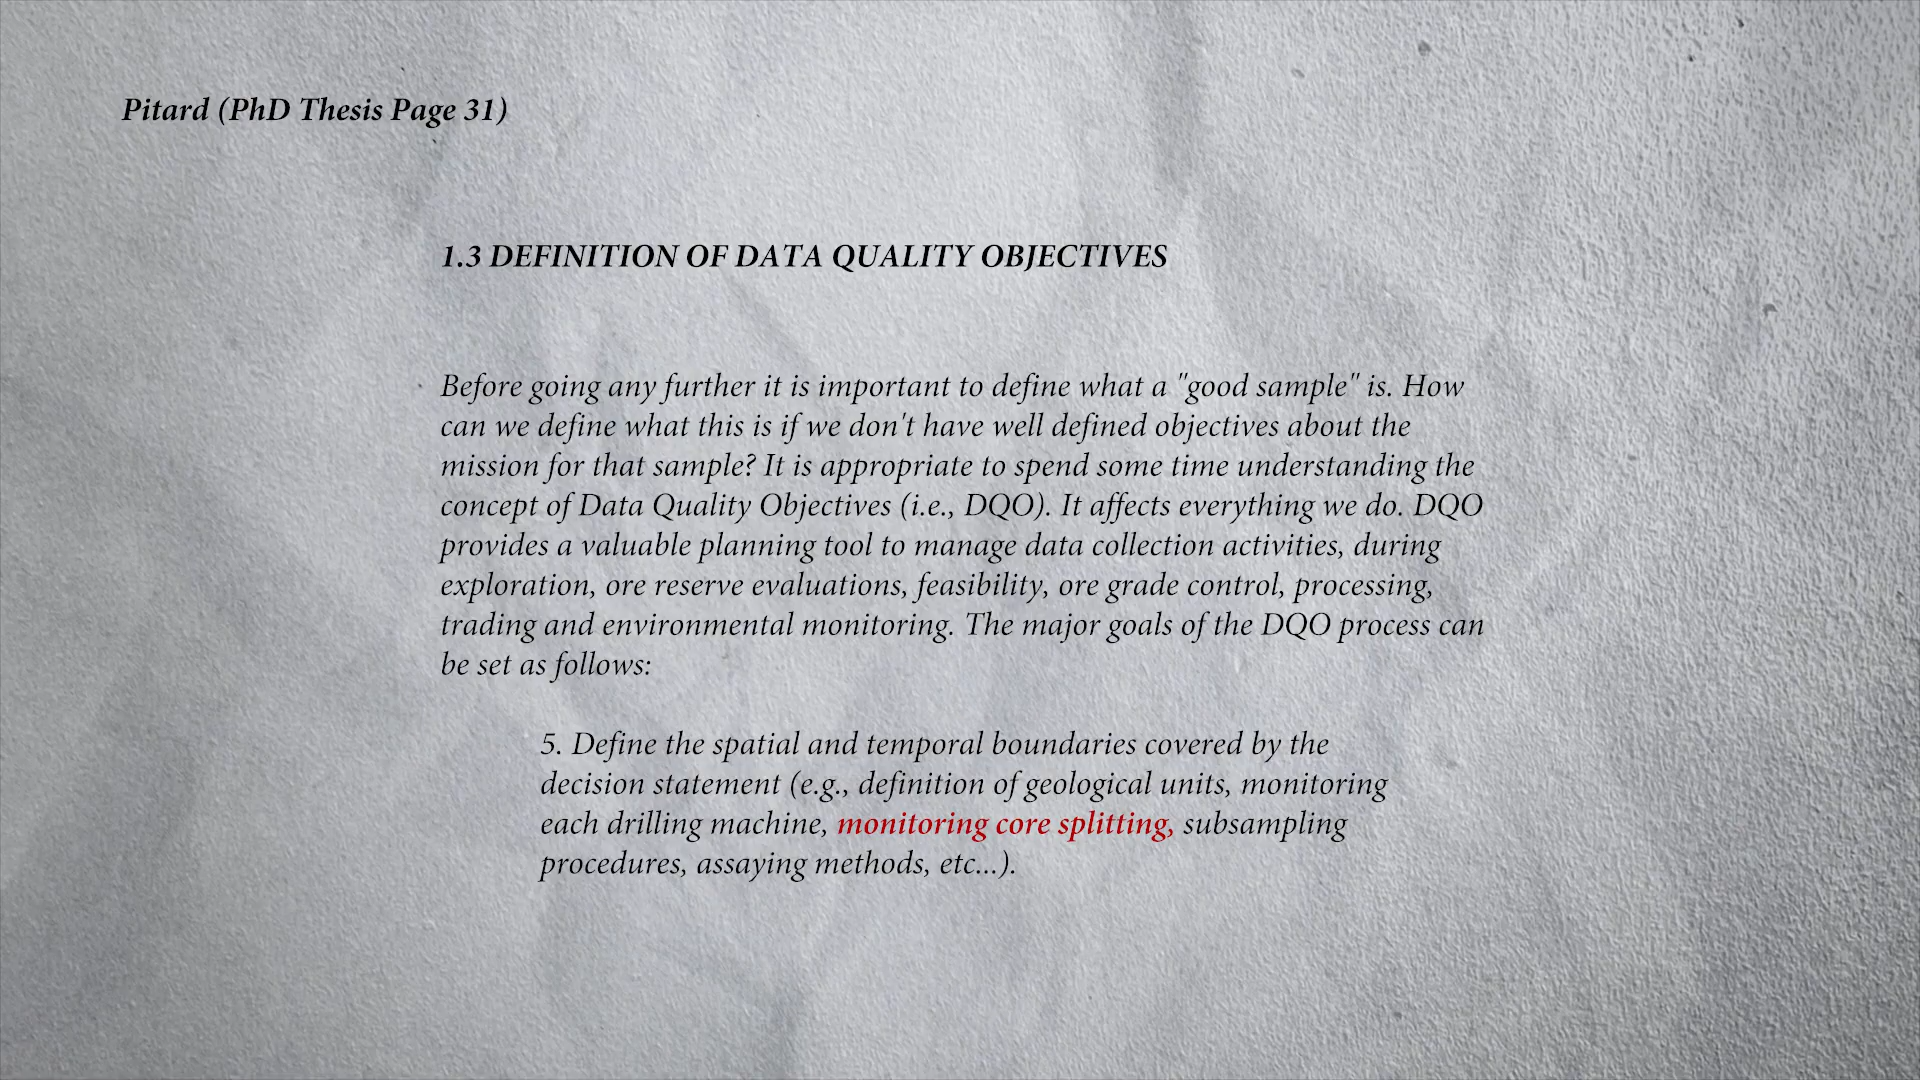 Pitard (PhD Thesis Page 31)
1.3 DEFINITION OF DATA QUALITY OBJECTIVES
Before going any further it is important to define what a "good sample" is. How
can we define what this is if we don't have well defined objectives about the
mission for that sample? It is appropriate to spend some time understanding the
concept of Data Quality Objectives (i.e., DQO). It affects everything we do. DQO
provides a valuable planning tool to manage data collection activities, during
exploration, ore reserve evaluations, feasibility, ore grade control, processing,
trading and environmental monitoring. The major goals of the DQO process can
be set as follows:
5. Define the spatial and temporal boundaries covered by the
decision statement (e.g., definition of geological units, monitoring
each drilling machine, monitoring core splitting, subsampling
procedures, assaying methods, etc...).